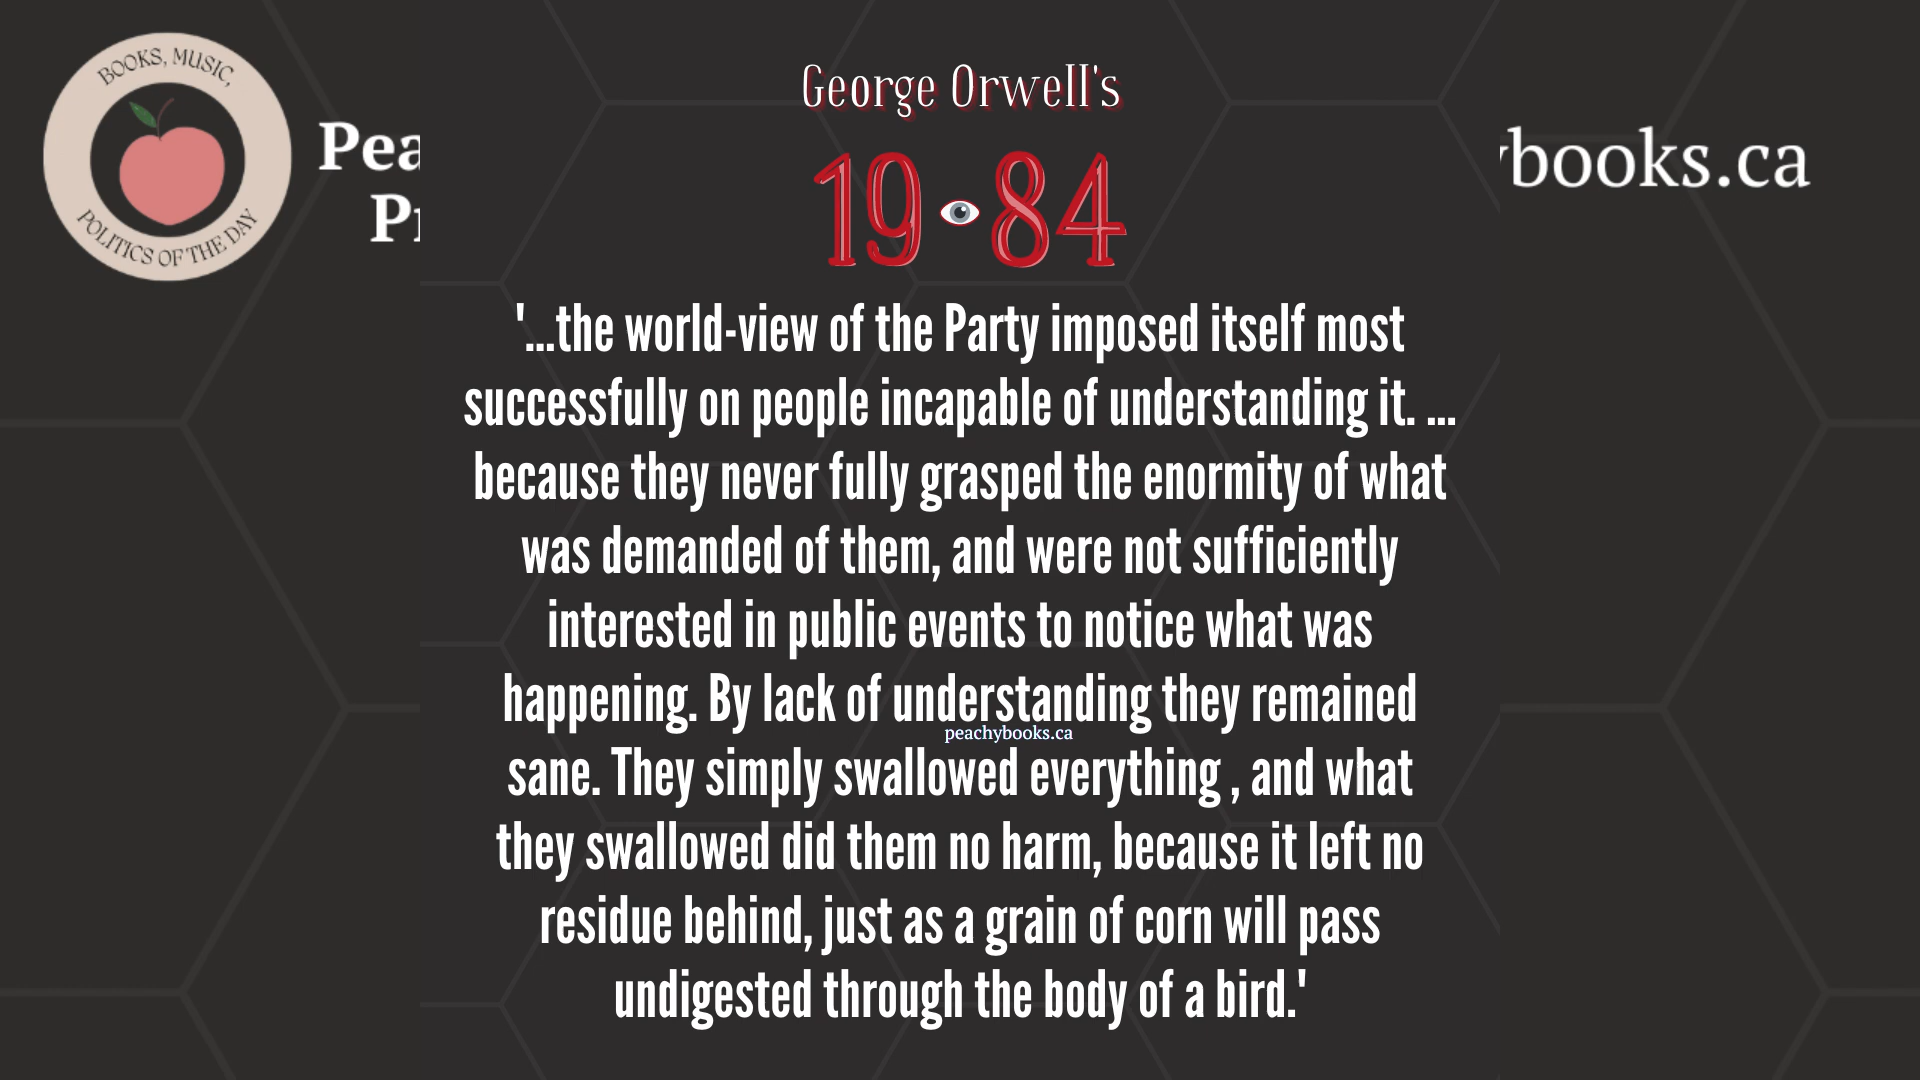 BOOKS, MUSIC,
POLITICS OF THE DAY
Pea
Pr
ybooks.ca
George Orwell's
19 84
'...the world-view of the Party imposed itself most
successfully on people incapable of understanding it. ...
because they never fully grasped the enormity of what
was demanded of them, and were not sufficiently
interested in public events to notice what was
happening. By lack of understanding they remained
peachybooks.ca
sane. They simply swallowed everything , and what
they swallowed did them no harm, because it left no
residue behind, just as a grain of corn will pass
undigested through the body of a bird.'